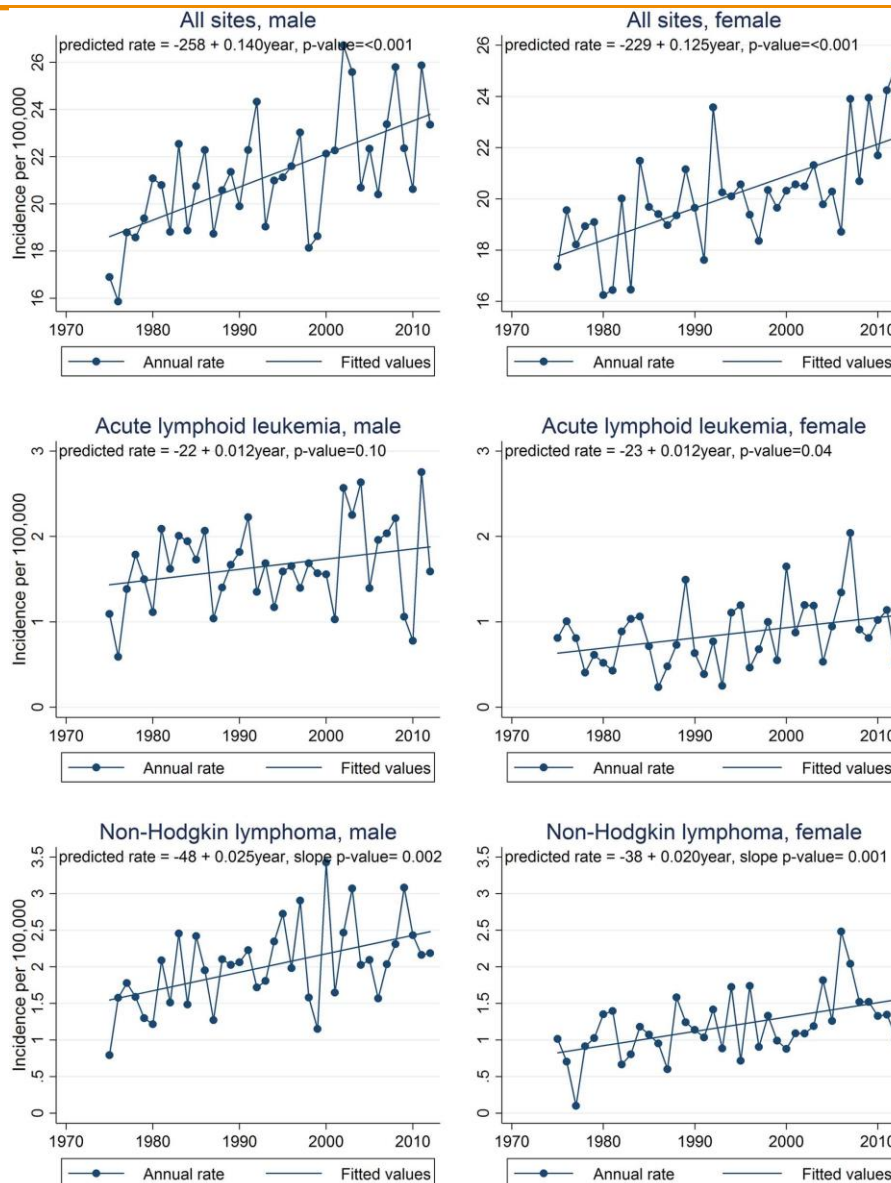 All sites, male
predicted rate = -258 + 0.140year, p-value=<0.001
Incidence per 100,000
26
24
22
20
18
16
1970 1980 1990 2000 2010
Annual rate Fitted values
All sites, female
predicted rate = -229 + 0.125year, p-value=<0.001
26
24
22
20
18
16
1970 1980 1990 2000
Annual rate Fitted values
Acute lymphoid leukemia, male
predicted rate = -22 + 0.012year, p-value=0.10
Incidence per 100,000
3
2
1
0
1970 1980 1990 2000 2010
Annual rate Fitted values
Acute lymphoid leukemia, female
predicted rate = -23 + 0.012year, p-value=0.04
3
2
1
0
1970 1980 1990 2000
Annual rate Fitted values
Non-Hodgkin lymphoma, male
predicted rate = -48 + 0.025year, slope p-value= 0.002
Incidence per 100,000
3.5
3
2.5
2
1.5
1
.5
0
1970 1980 1990 2000 2010
Annual rate Fitted values
Non-Hodgkin lymphoma, female
predicted rate = -38 + 0.020year, slope p-value= 0.001
3.5
3
2.5
2
1.5
1
.5
0
1970 1980 1990 2000
Annual rate Fitted values